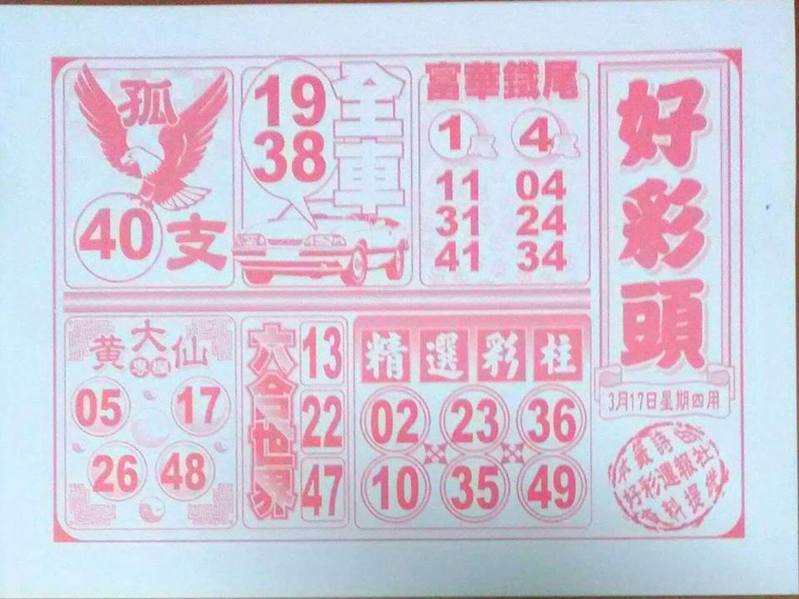 好彩頭
3月17日星期四用
好彩選報社
富華鐵尾
1尾 4尾
11 04
31 24
41 34
全車
19
38
孤支
40
精選彩柱
02 23 36
10 35 49
六合世界
13
22
47
黃大仙
05 17
26 48